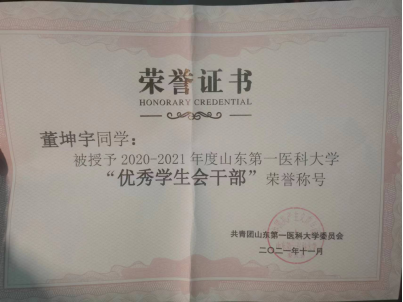 荣誉证书
HONORARY CREDENTIAL
董坤宇同学：
被授予2020-2021年度山东第一医科大学
“优秀学生会干部”荣誉称号
共青团山东第一医科大学委员会
二〇二一年十一月